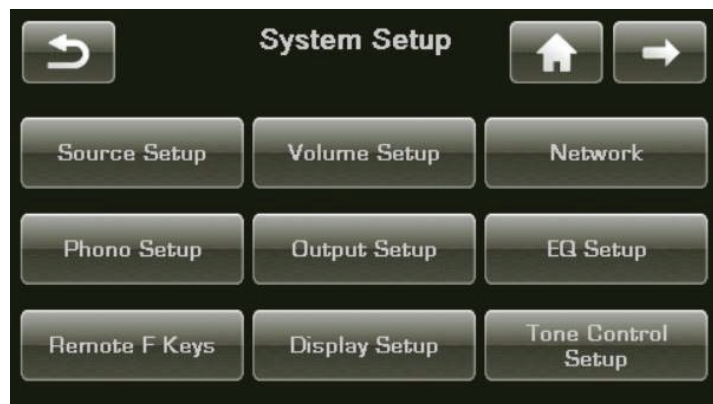 System Setup
Source Setup
Volume Setup
Network
Phono Setup
Output Setup
EQ Setup
Remote F Keys
Display Setup
Tone Control
Setup